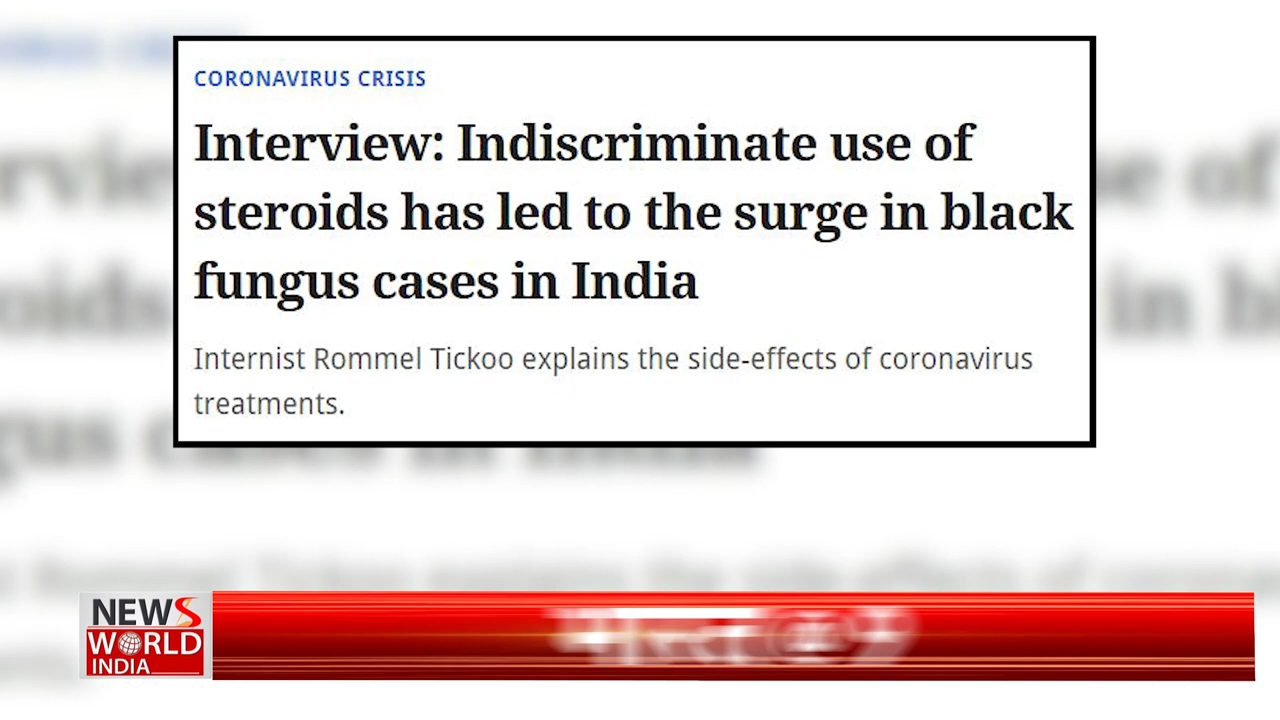 CORONAVIRUS CRISIS
Interview: Indiscriminate use of
steroids has led to the surge in black
fungus cases in India
Internist Rommel Tickoo explains the side-effects of coronavirus
treatments.
NEWS
WORLD
INDIA